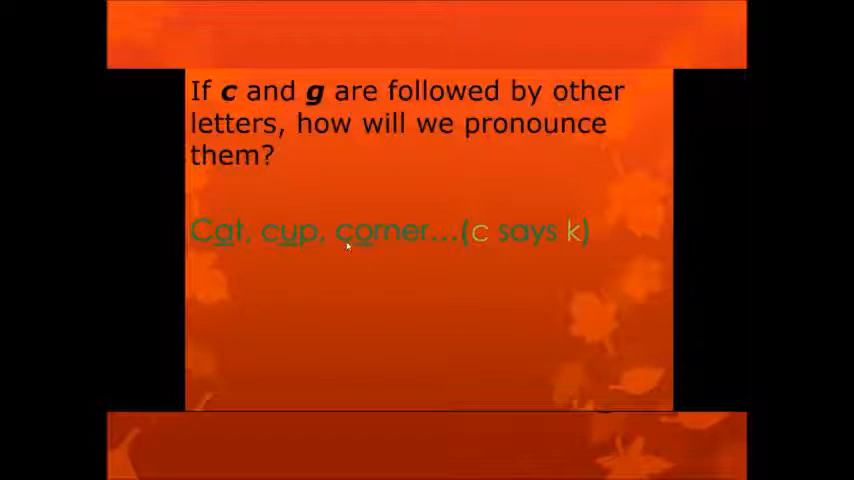 If c and g are followed by other
letters, how will we pronounce
them?
Cat, cup, corner...(c says k)